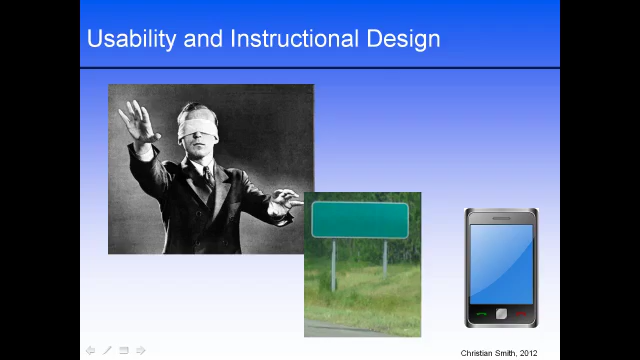 Usability and Instructional Design
Christian Smith, 2012